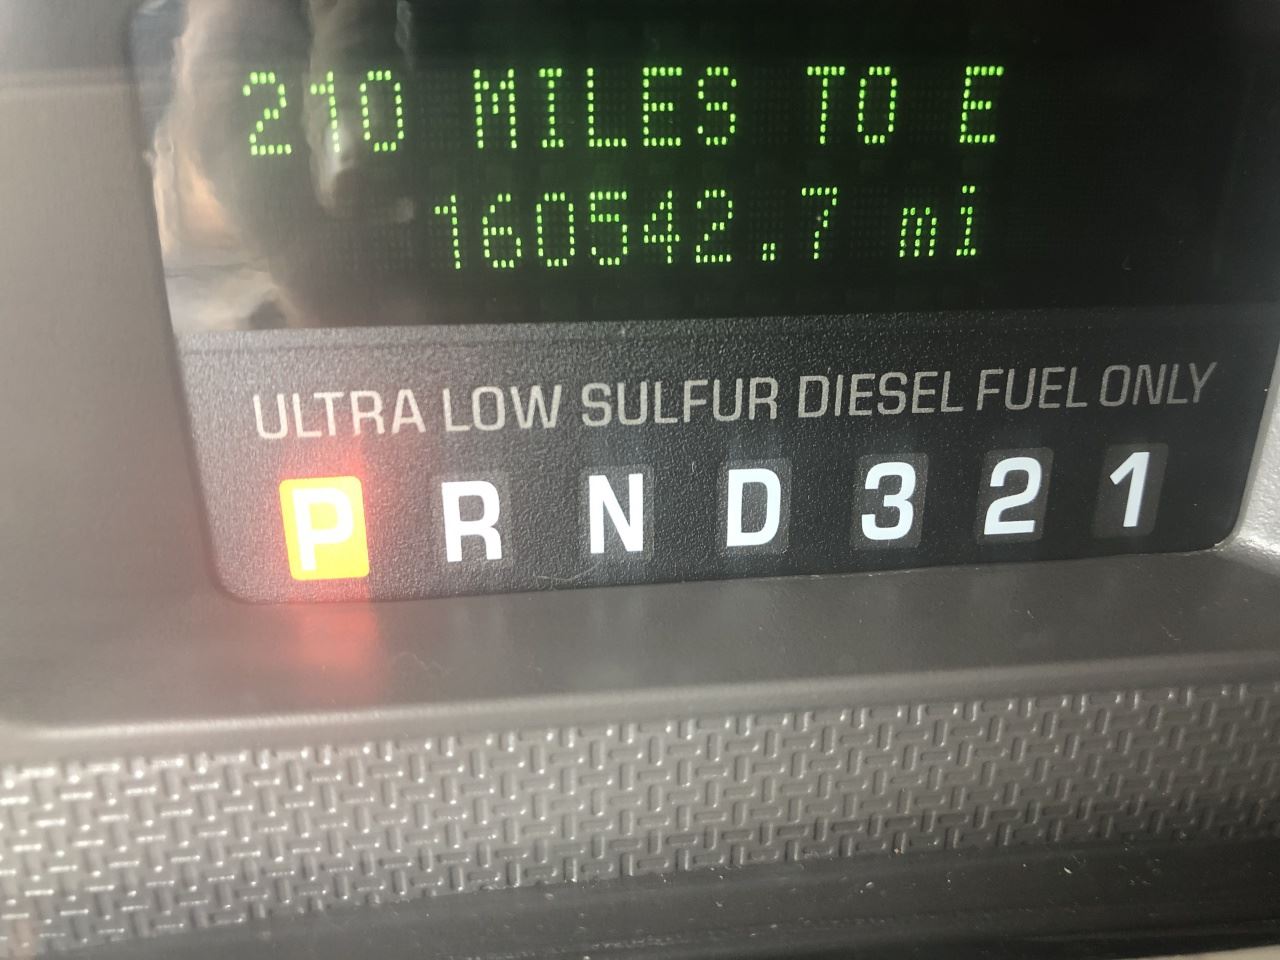 210 MILES TO E
160542.7 mi
ULTRA LOW SULFUR DIESEL FUEL ONLY
P R N D 3 2 1